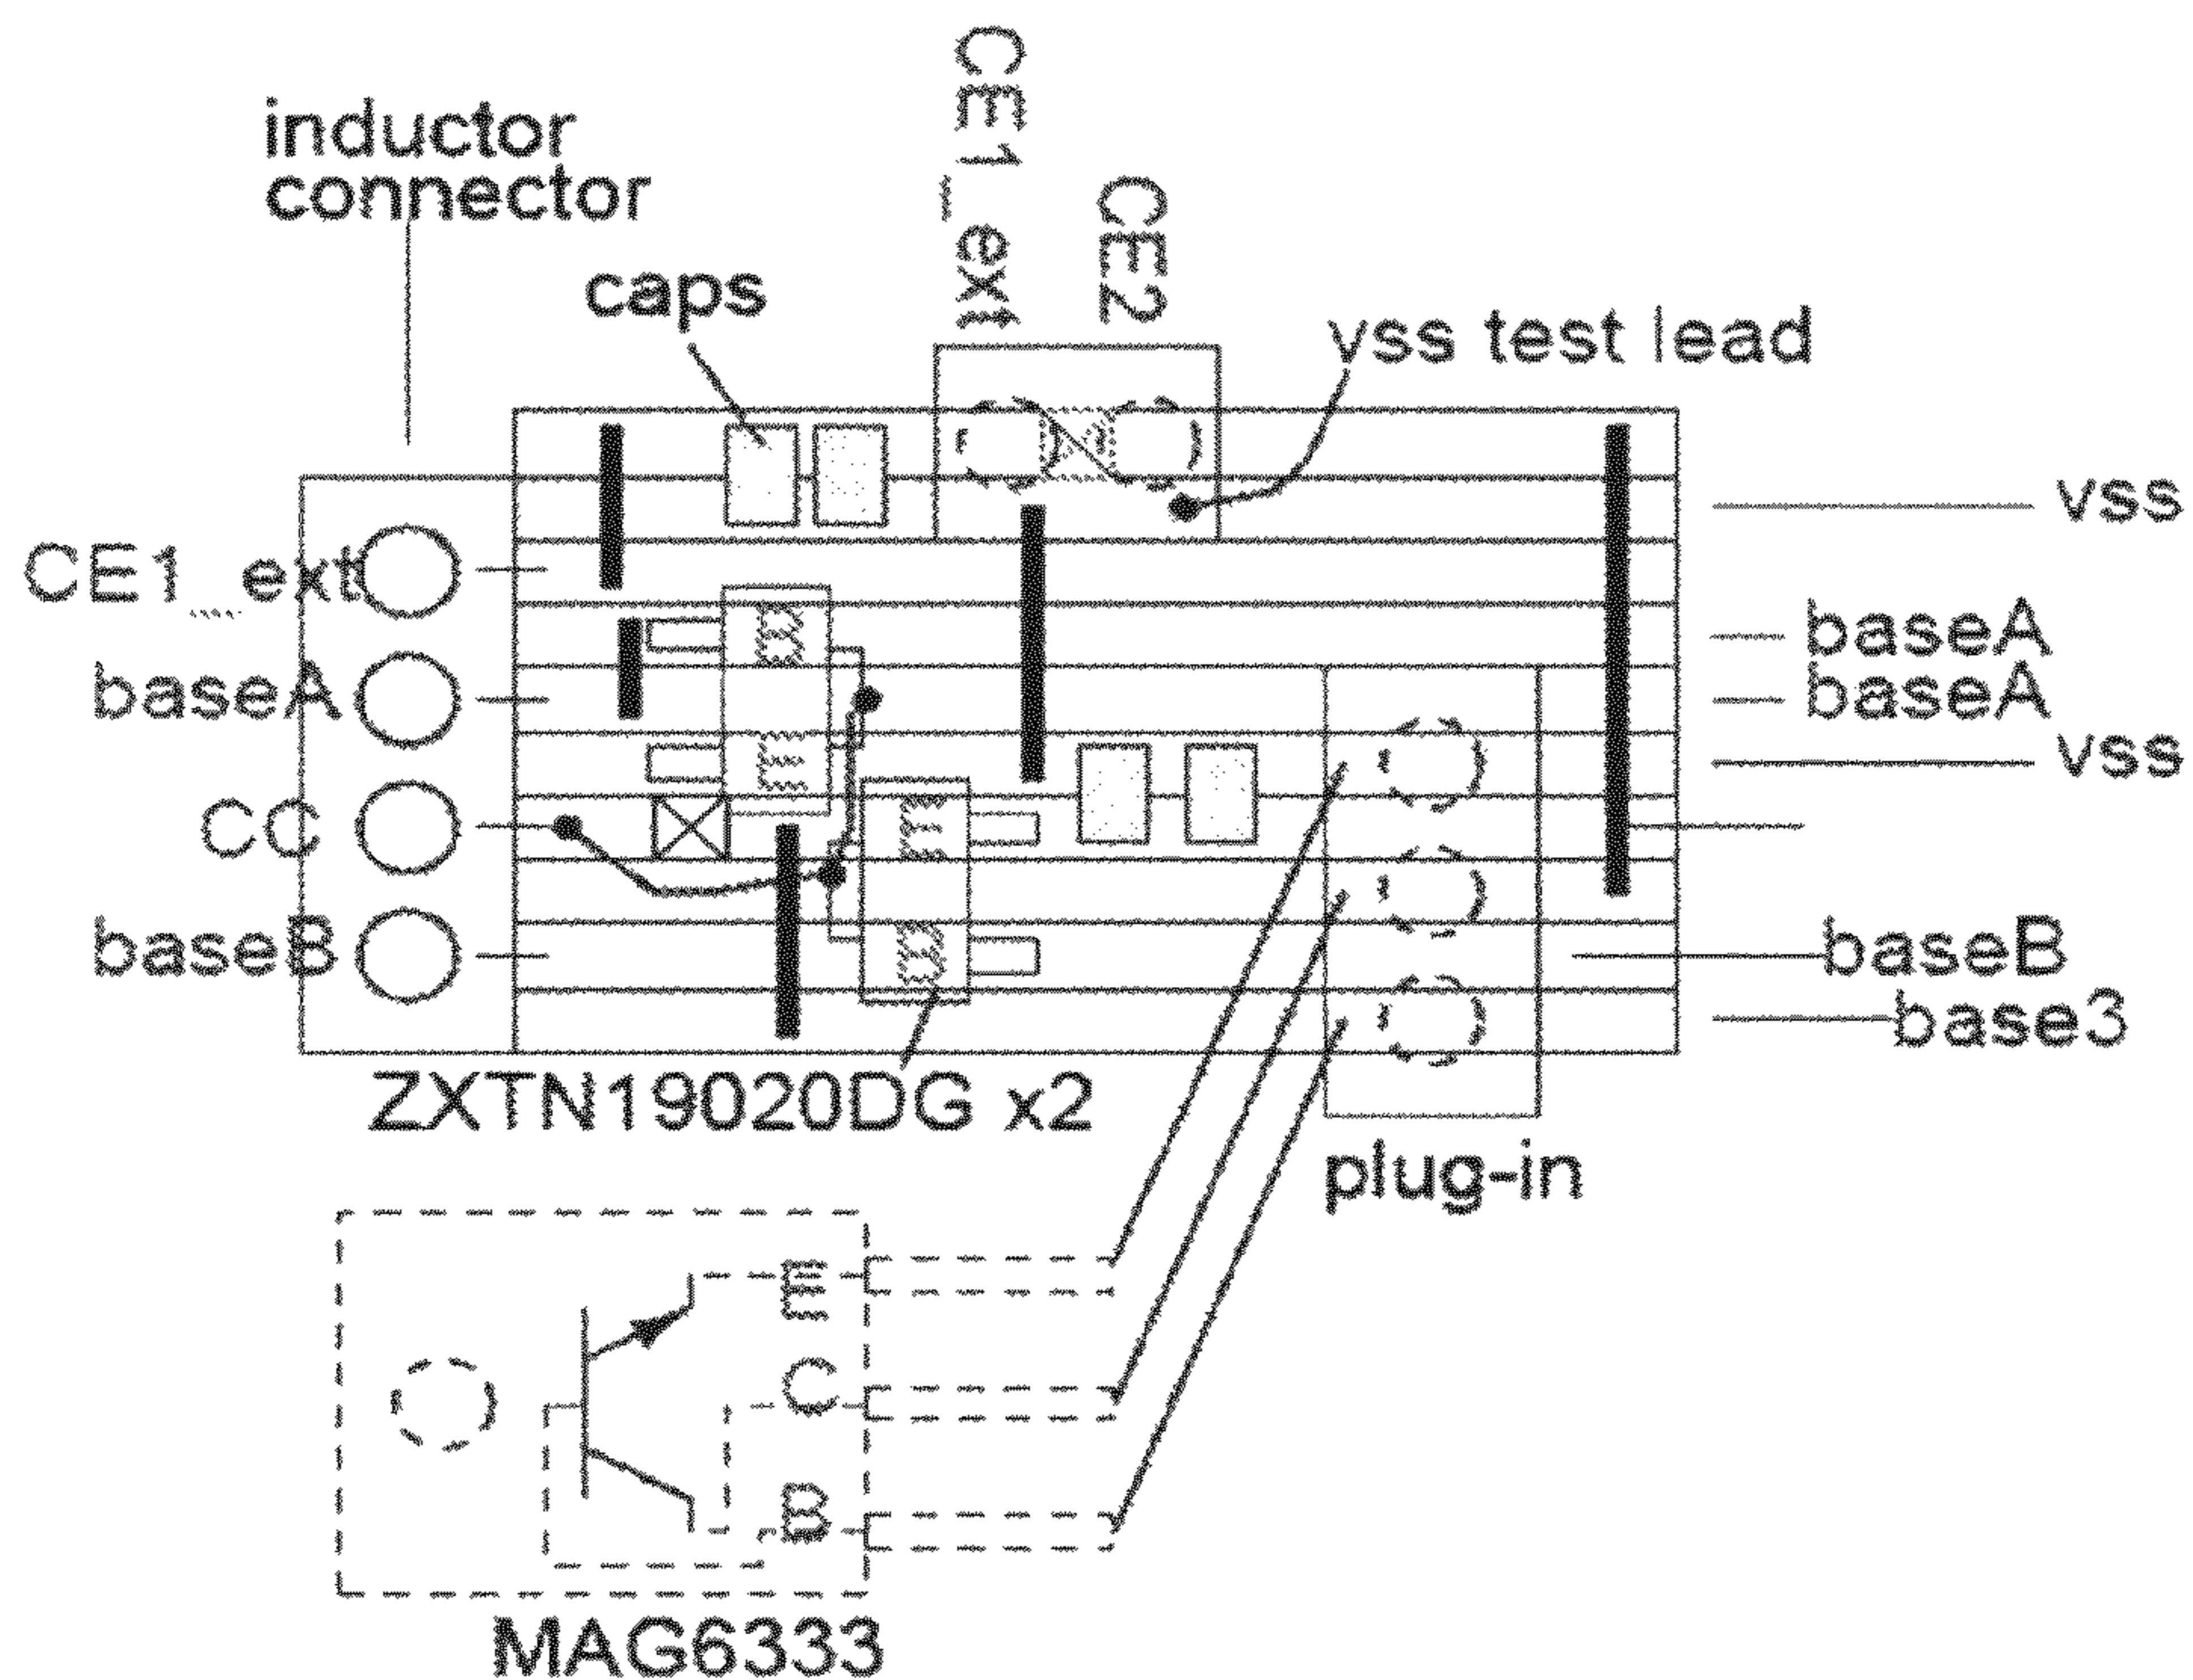 inductor
connector
caps
CE1_ext
CE2
vss test lead
CE1_ext
baseA
CC
baseB
B
E
E
B
vss
baseA
baseA
vss
baseB
base3
ZXTN19020DG x2
plug-in
E
C
B
MAG6333